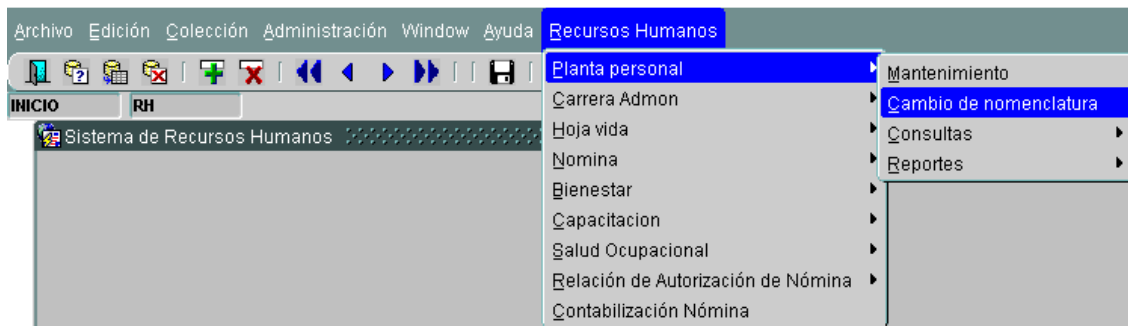 Archivo Edición Colección Administración Window Ayuda Recursos Humanos
INICIO RH
Sistema de Recursos Humanos
Planta personal
Carrera Admon
Hoja vida
Nomina
Bienestar
Capacitacion
Salud Ocupacional
Relación de Autorización de Nómina
Contabilización Nómina
Mantenimiento
Cambio de nomenclatura
Consultas
Reportes